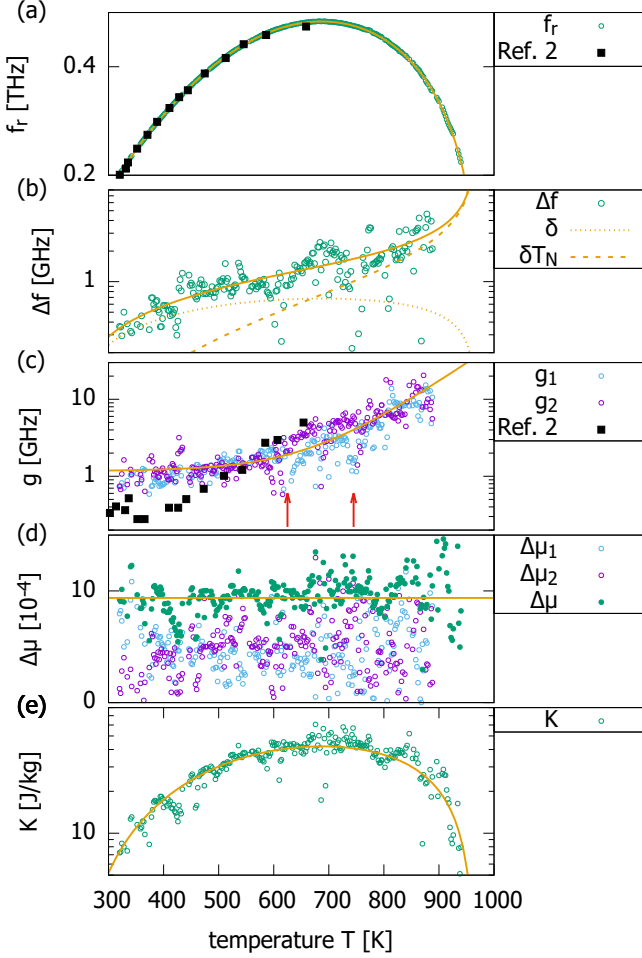 (a)
f_r
Ref. 2
0.4
0.2
f_r [THz]
(b)
Δf
δ
δT_N
1
Δf [GHz]
(c)
g_1
g_2
Ref. 2
10
1
g [GHz]
(d)
Δμ_1
Δμ_2
Δμ
10
0
Δμ [10^-4]
(e)
K
10
K [J/kg]
300 400 500 600 700 800 900 1000
temperature T [K]